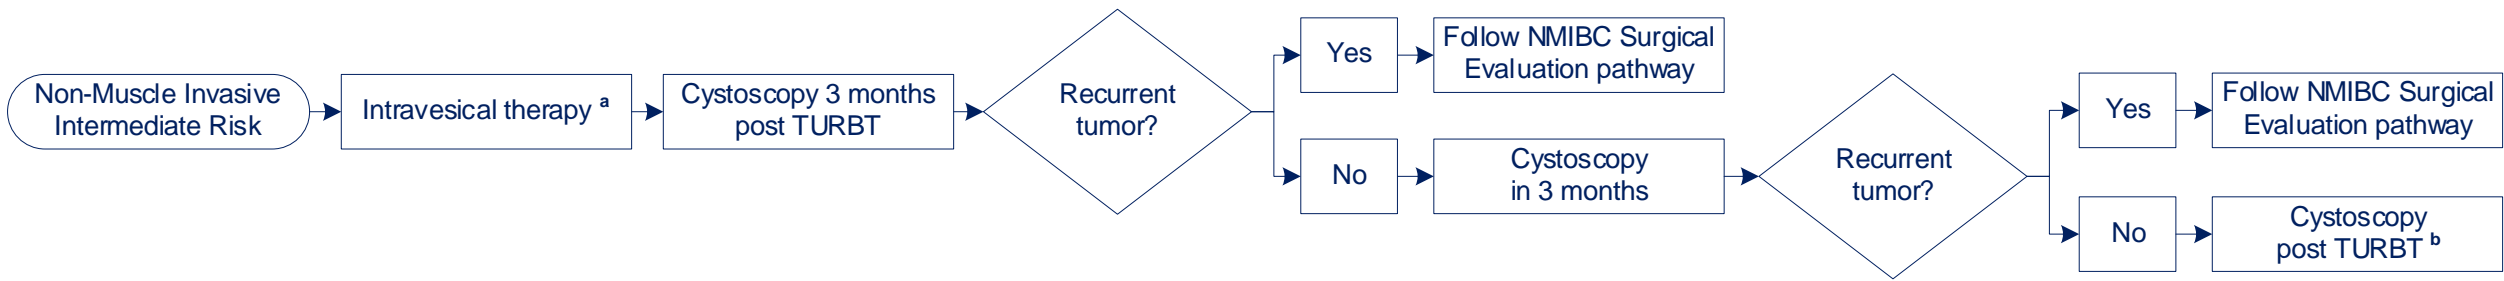 Non-Muscle Invasive
Intermediate Risk
Intravesical therapy a
Cystoscopy 3 months
post TURBT
Recurrent
tumor?
Yes
Follow NMIBC Surgical
Evaluation pathway
No
Cystoscopy
in 3 months
Recurrent
tumor?
Yes
Follow NMIBC Surgical
Evaluation pathway
No
Cystoscopy
post TURBT b